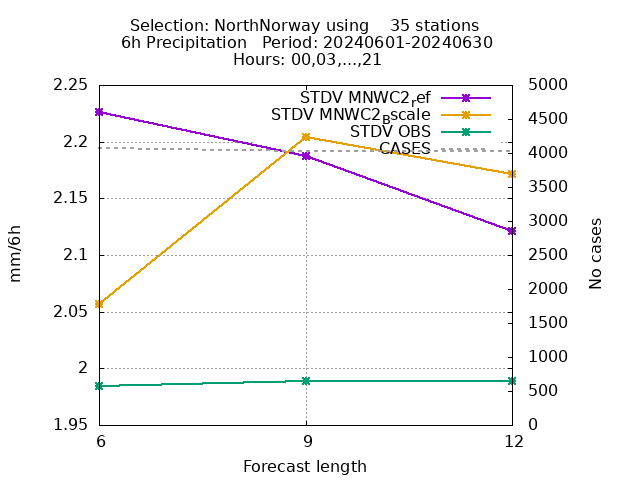 Selection: NorthNorway using    35 stations
6h Precipitation   Period: 20240601-20240630
Hours: 00,03,...,21
2.25
2.2
2.15
2.1
2.05
2
1.95
5000
4500
4000
3500
3000
2500
2000
1500
1000
500
0
STDV MNWC2ref
STDV MNWC2Bscale
STDV OBS
CASES
mm/6h
No cases
6
9
12
Forecast length